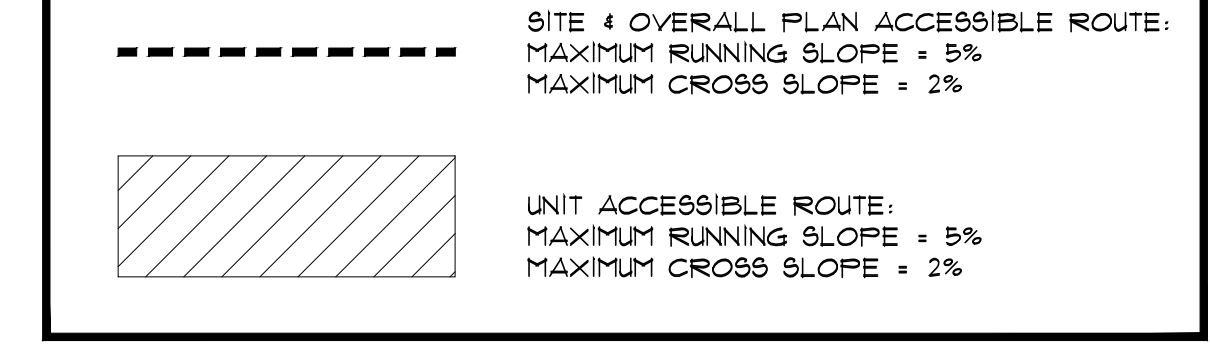 SITE & OVERALL PLAN ACCESSIBLE ROUTE:
MAXIMUM RUNNING SLOPE = 5%
MAXIMUM CROSS SLOPE = 2%
UNIT ACCESSIBLE ROUTE:
MAXIMUM RUNNING SLOPE = 5%
MAXIMUM CROSS SLOPE = 2%